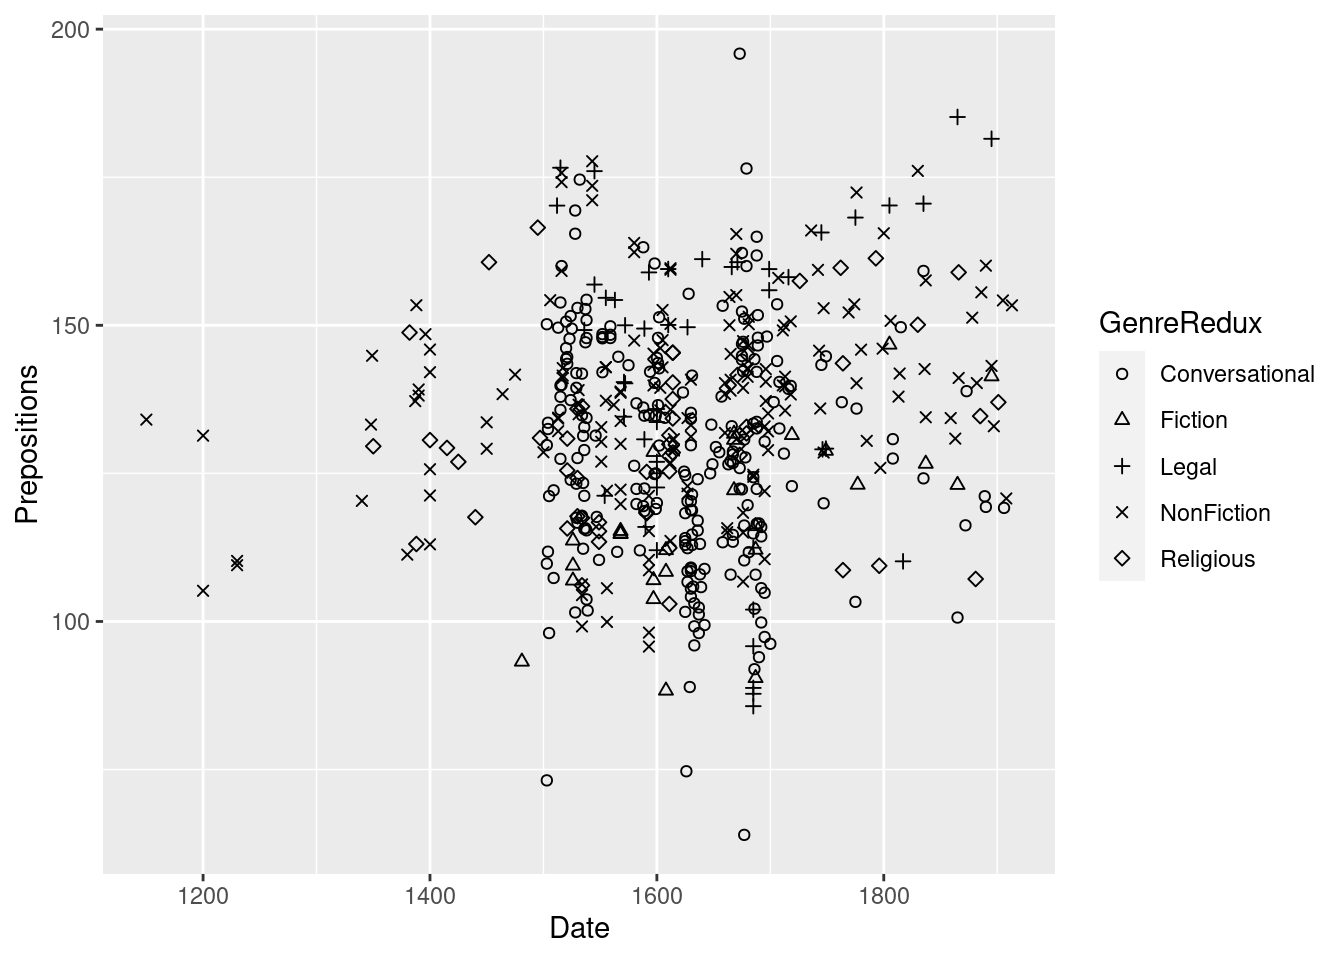 200
150
100
Prepositions
1200
1400
1600
1800
Date
GenreRedux
Conversational
Fiction
Legal
NonFiction
Religious